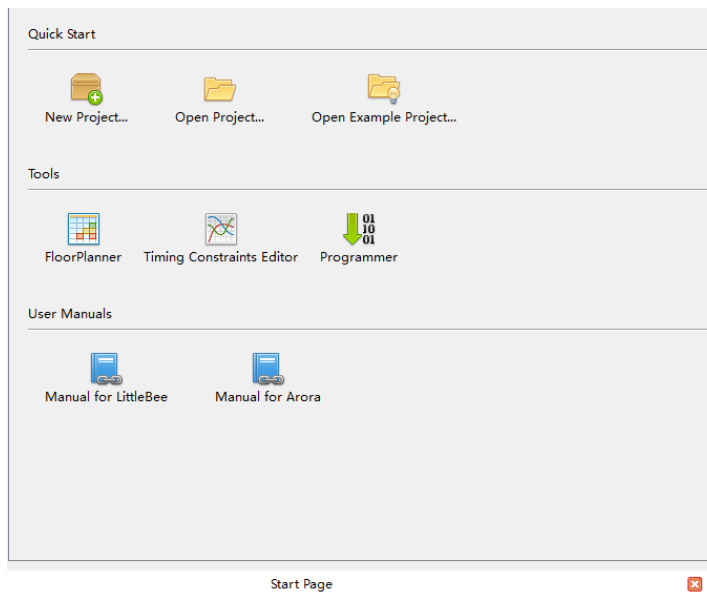 Quick Start
New Project... Open Project... Open Example Project...
Tools
01
10
01
FloorPlanner Timing Constraints Editor Programmer
User Manuals
Manual for LittleBee Manual for Arora
Start Page